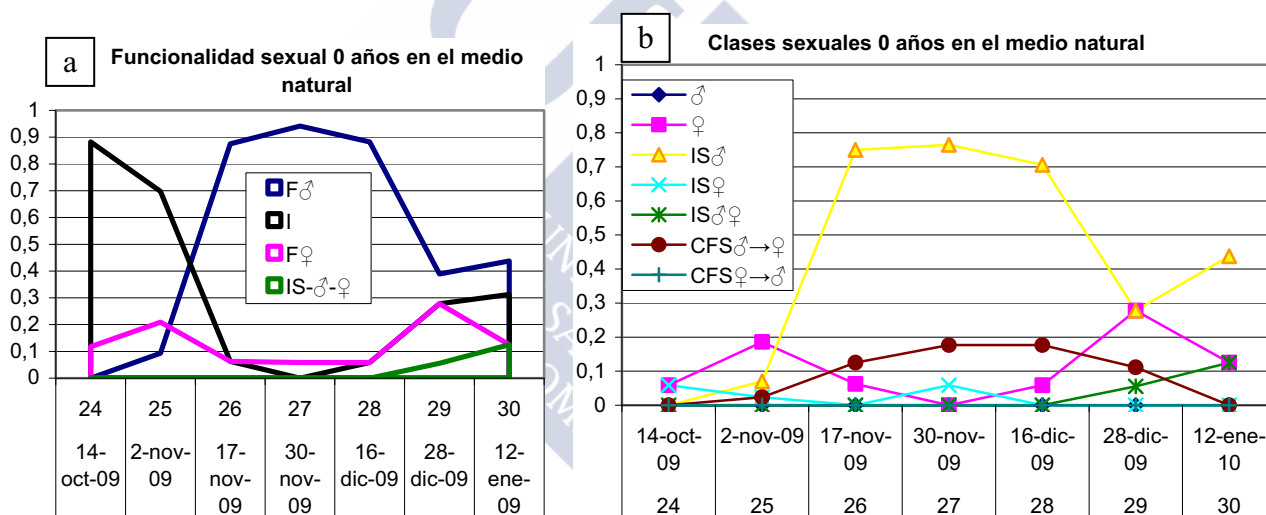 a
Funcionalidad sexual 0 años en el medio
natural
1
0,9
0,8
0,7
0,6
0,5
0,4
0,3
0,2
0,1
0
F♂
I
F♀
IS-♂-♀
24 25 26 27 28 29 30
14- 2-nov- 17- 30- 16- 28- 12-
oct-09 09 nov- nov- dic-09 dic-09 ene-
09 09 09
b
Clases sexuales 0 años en el medio natural
1
0,9
0,8
0,7
0,6
0,5
0,4
0,3
0,2
0,1
0
♂
♀
IS♂
IS♀
IS♂♀
CFS♂→♀
CFS♀→♂
14-oct- 2-nov-09 17-nov- 30-nov- 16-dic- 28-dic- 12-ene-
09 09 09 09 09 10
24 25 26 27 28 29 30